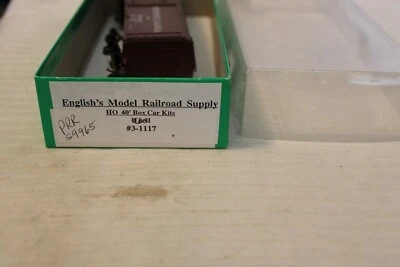 English's Model Railroad Supply
HO 40' Box Car Kits
#3-1117
PRR
59965